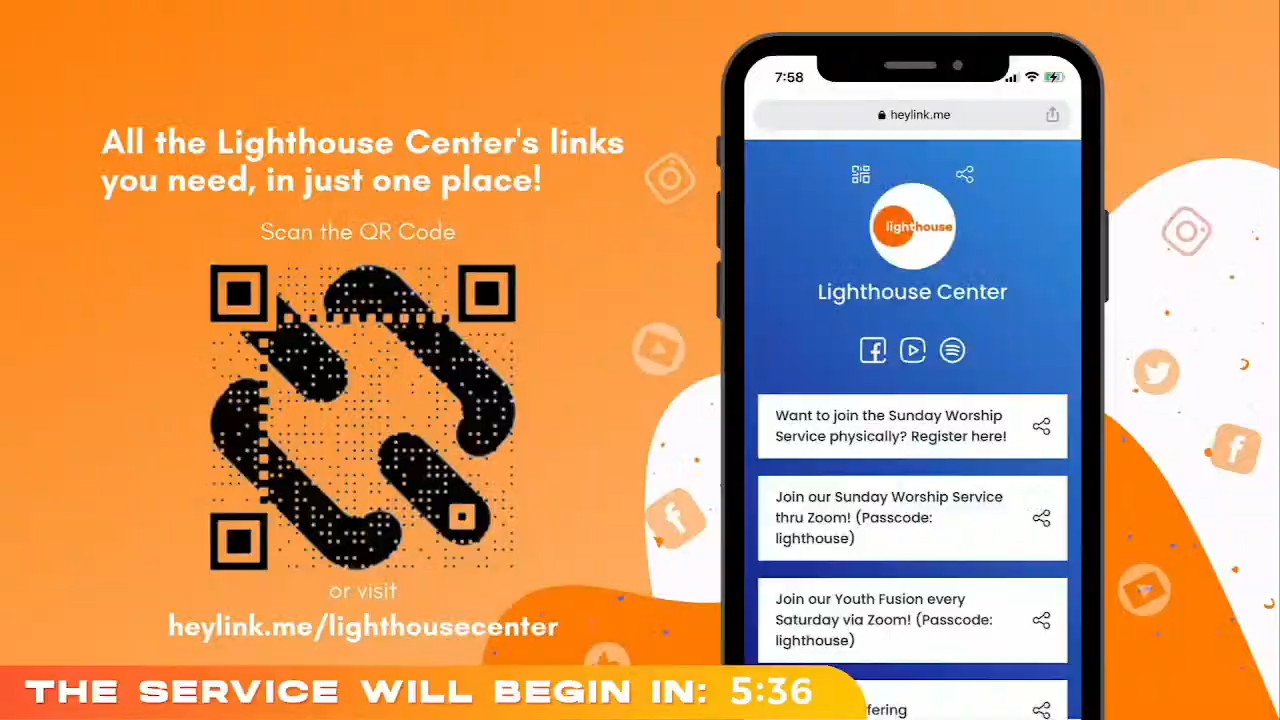 All the Lighthouse Center's links
you need, in just one place!
Scan the QR Code
or visit
heylink.me/lighthousecenter
THE SERVICE WILL BEGIN IN: 5:36
7:58
heylink.me
lighthouse
Lighthouse Center
Want to join the Sunday Worship
Service physically? Register here!
Join our Sunday Worship Service
thru Zoom! (Passcode:
lighthouse)
Join our Youth Fusion every
Saturday via Zoom! (Passcode:
lighthouse)